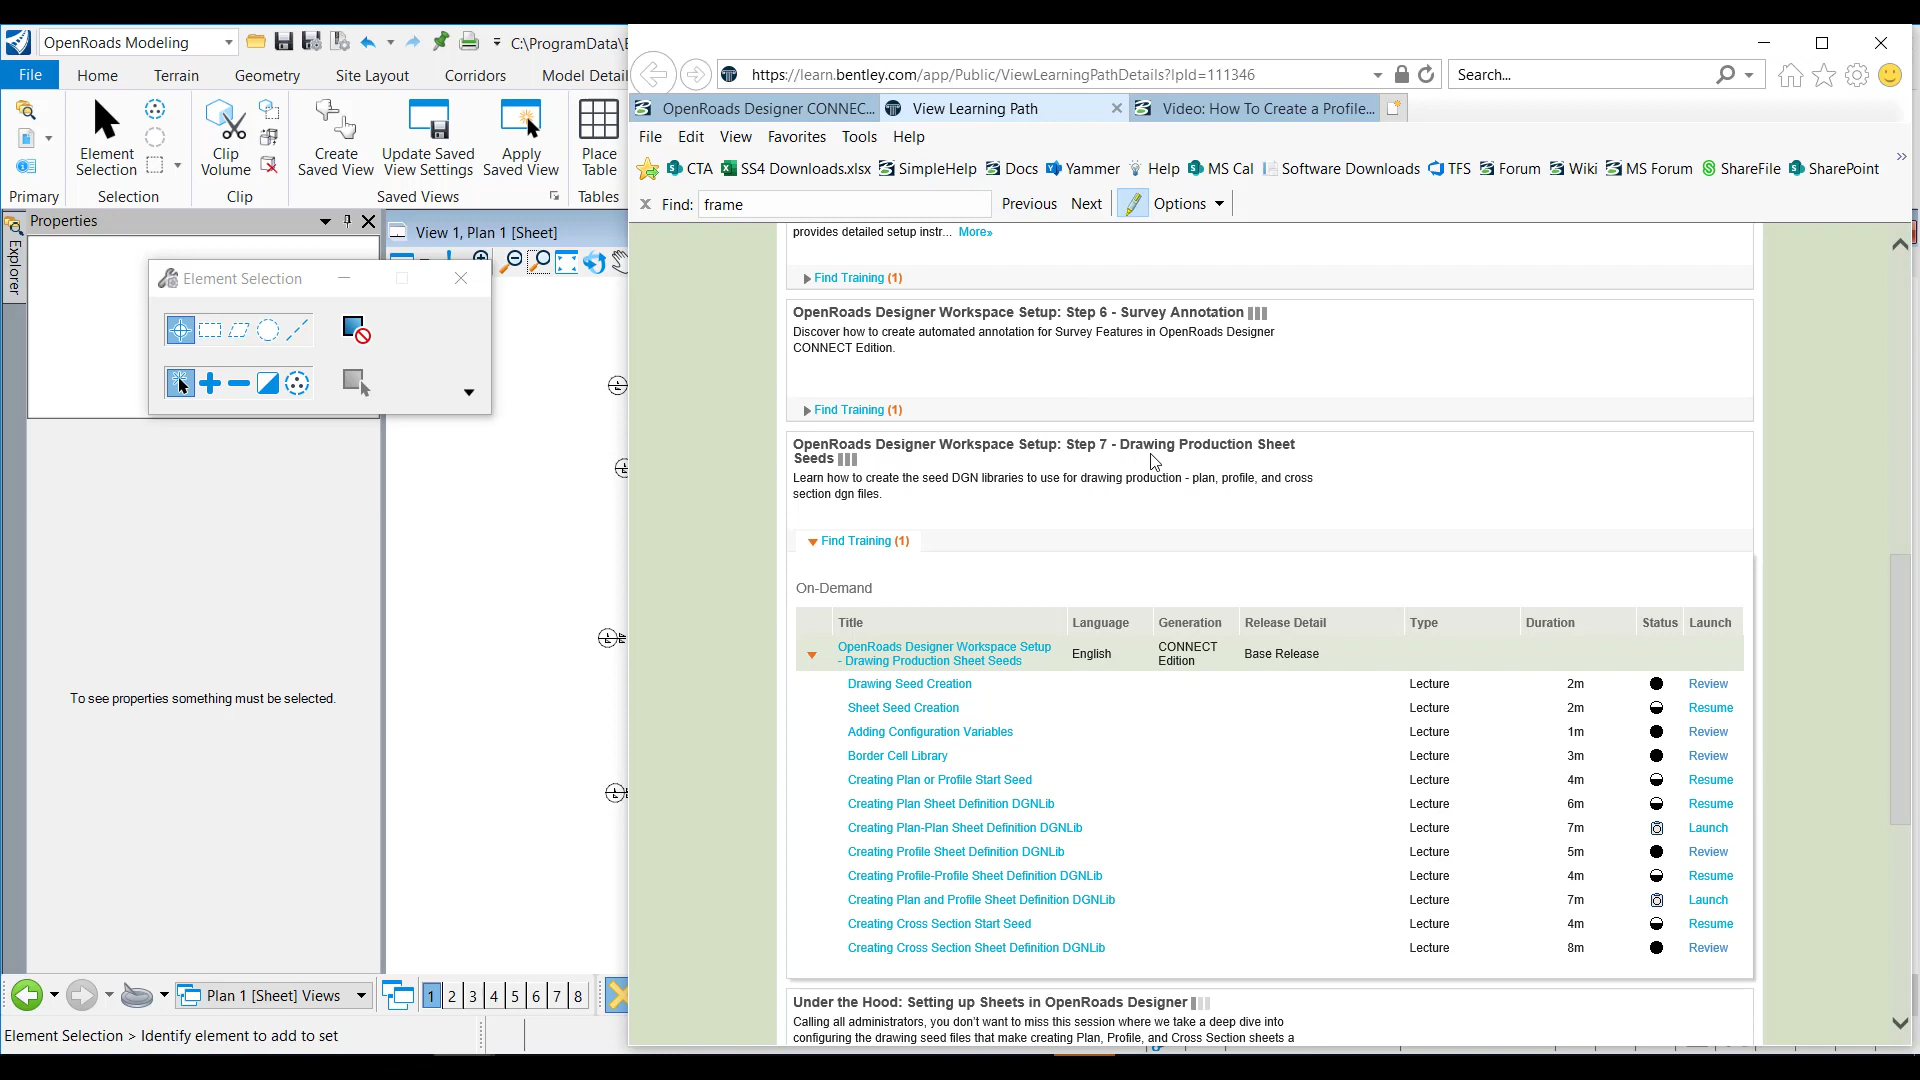 OpenRoads Modeling
C:\ProgramData\
File Home Terrain Geometry Site Layout Corridors Model Detail
Element Selection
Clip Volume
Create Saved View
Update Saved View Settings
Apply Saved View
Place Table
Primary Selection Clip Saved Views Tables
Properties
Explorer
View 1, Plan 1 [Sheet]
Element Selection
To see properties something must be selected.
Plan 1 [Sheet] Views 1 2 3 4 5 6 7 8
Element Selection > Identify element to add to set
https://learn.bentley.com/app/Public/ViewLearningPathDetails?lpId=111346
Search...
OpenRoads Designer CONNEC... View Learning Path Video: How To Create a Profile...
File Edit View Favorites Tools Help
CTA SS4 Downloads.xlsx SimpleHelp Docs Yammer Help MS Cal Software Downloads TFS Forum Wiki MS Forum ShareFile SharePoint
Find: frame Previous Next Options
provides detailed setup instr... More»
Find Training (1)
OpenRoads Designer Workspace Setup: Step 6 - Survey Annotation
Discover how to create automated annotation for Survey Features in OpenRoads Designer
CONNECT Edition.
Find Training (1)
OpenRoads Designer Workspace Setup: Step 7 - Drawing Production Sheet
Seeds
Learn how to create the seed DGN libraries to use for drawing production - plan, profile, and cross
section dgn files.
Find Training (1)
On-Demand
Title Language Generation Release Detail Type Duration Status Launch
OpenRoads Designer Workspace Setup
- Drawing Production Sheet Seeds
English
CONNECT
Edition
Base Release
Drawing Seed Creation Lecture 2m Review
Sheet Seed Creation Lecture 2m Resume
Adding Configuration Variables Lecture 1m Review
Border Cell Library Lecture 3m Review
Creating Plan or Profile Start Seed Lecture 4m Resume
Creating Plan Sheet Definition DGNLib Lecture 6m Resume
Creating Plan-Plan Sheet Definition DGNLib Lecture 7m Launch
Creating Profile Sheet Definition DGNLib Lecture 5m Review
Creating Profile-Profile Sheet Definition DGNLib Lecture 4m Resume
Creating Plan and Profile Sheet Definition DGNLib Lecture 7m Launch
Creating Cross Section Start Seed Lecture 4m Resume
Creating Cross Section Sheet Definition DGNLib Lecture 8m Review
Under the Hood: Setting up Sheets in OpenRoads Designer
Calling all administrators, you don't want to miss this session where we take a deep dive into
configuring the drawing seed files that make creating Plan, Profile, and Cross Section sheets a